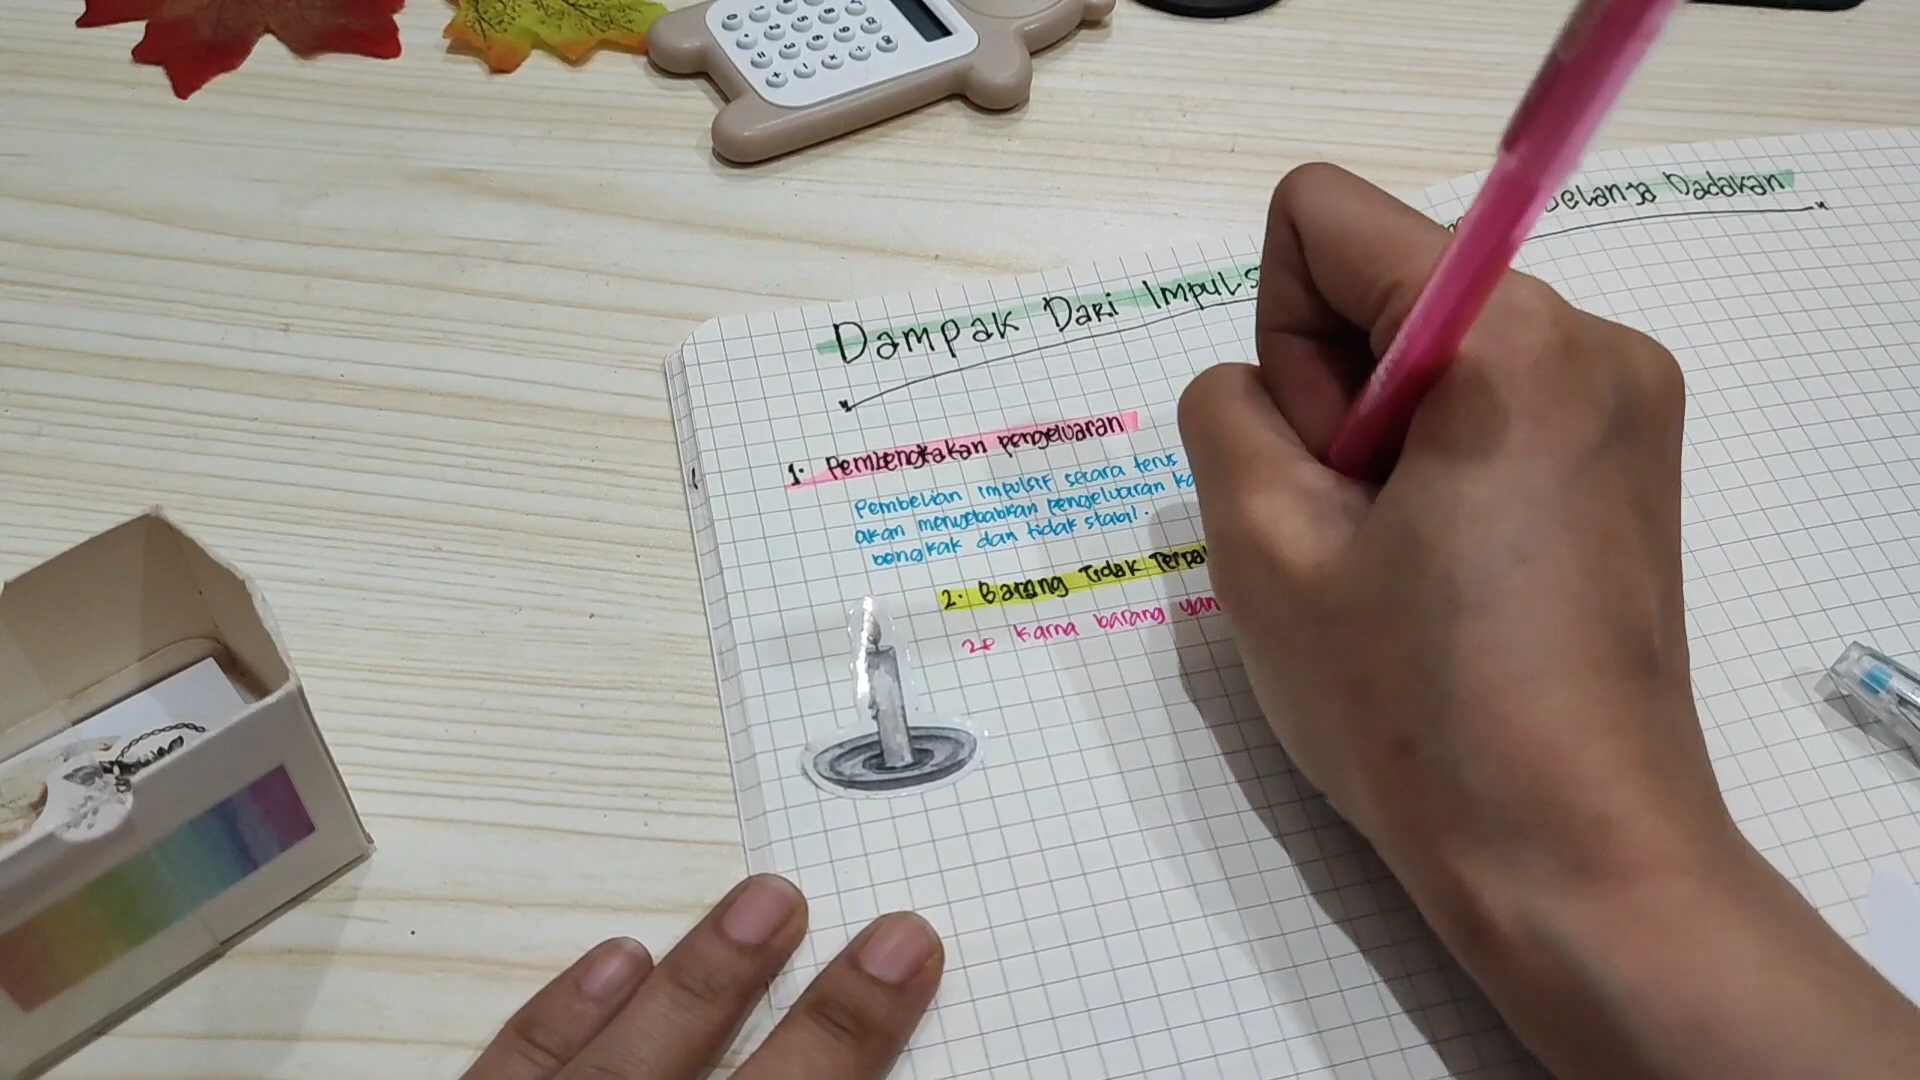 Dampak Dari Impuls
1. Pembengkakan pengeluaran
Pembelian impulsif secara terus
akan menyebabkan pengeluaran
bengkak dan tidak stabil.
2. Barang Tidak Terpa
Karna barang yan
Belanja Dadakan